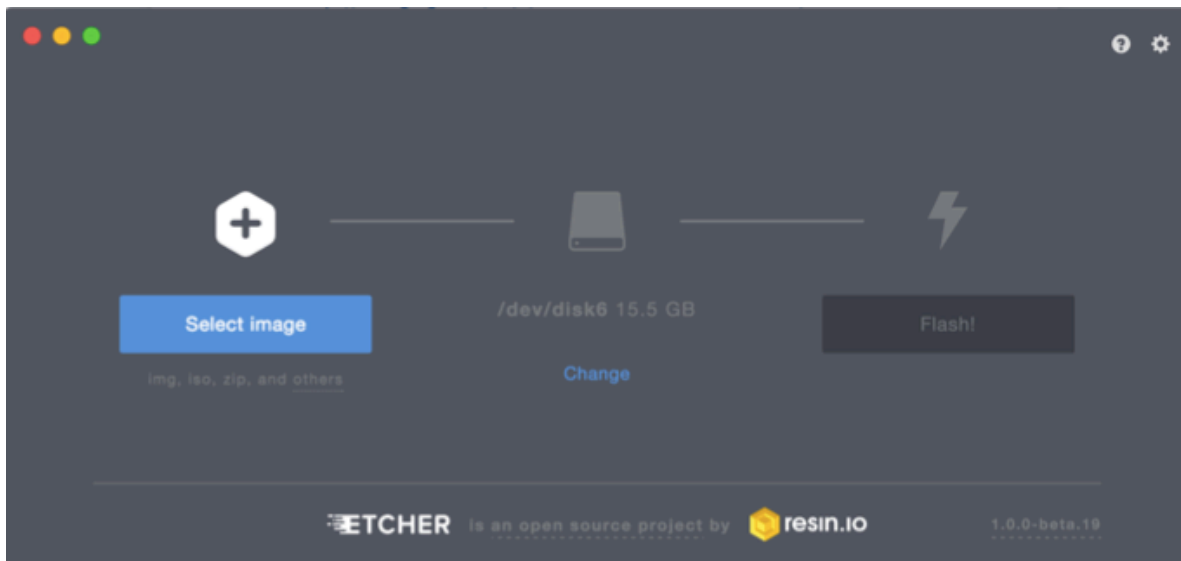 Select image
img, iso, zip, and others
/dev/disk6 15.5 GB
Change
Flash!
ETCHER is an open source project by resin.io
1.0.0-beta.19